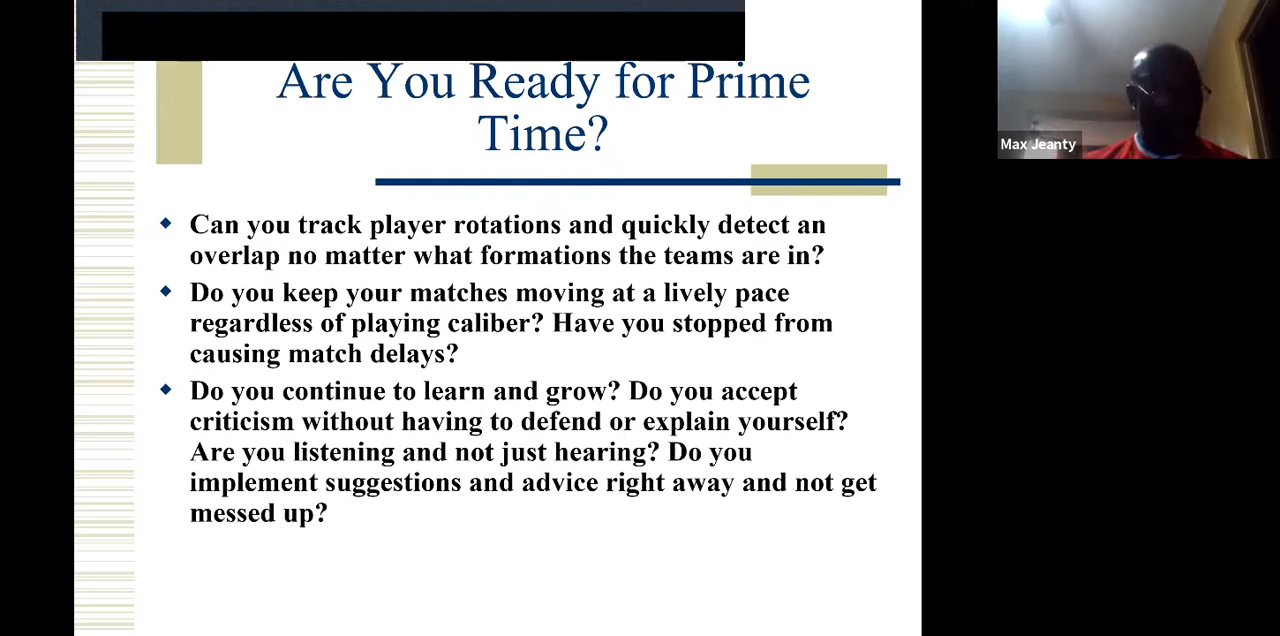 Are You Ready for Prime
Time?
Can you track player rotations and quickly detect an
overlap no matter what formations the teams are in?
Do you keep your matches moving at a lively pace
regardless of playing caliber? Have you stopped from
causing match delays?
Do you continue to learn and grow? Do you accept
criticism without having to defend or explain yourself?
Are you listening and not just hearing? Do you
implement suggestions and advice right away and not get
messed up?
Max Jeanty